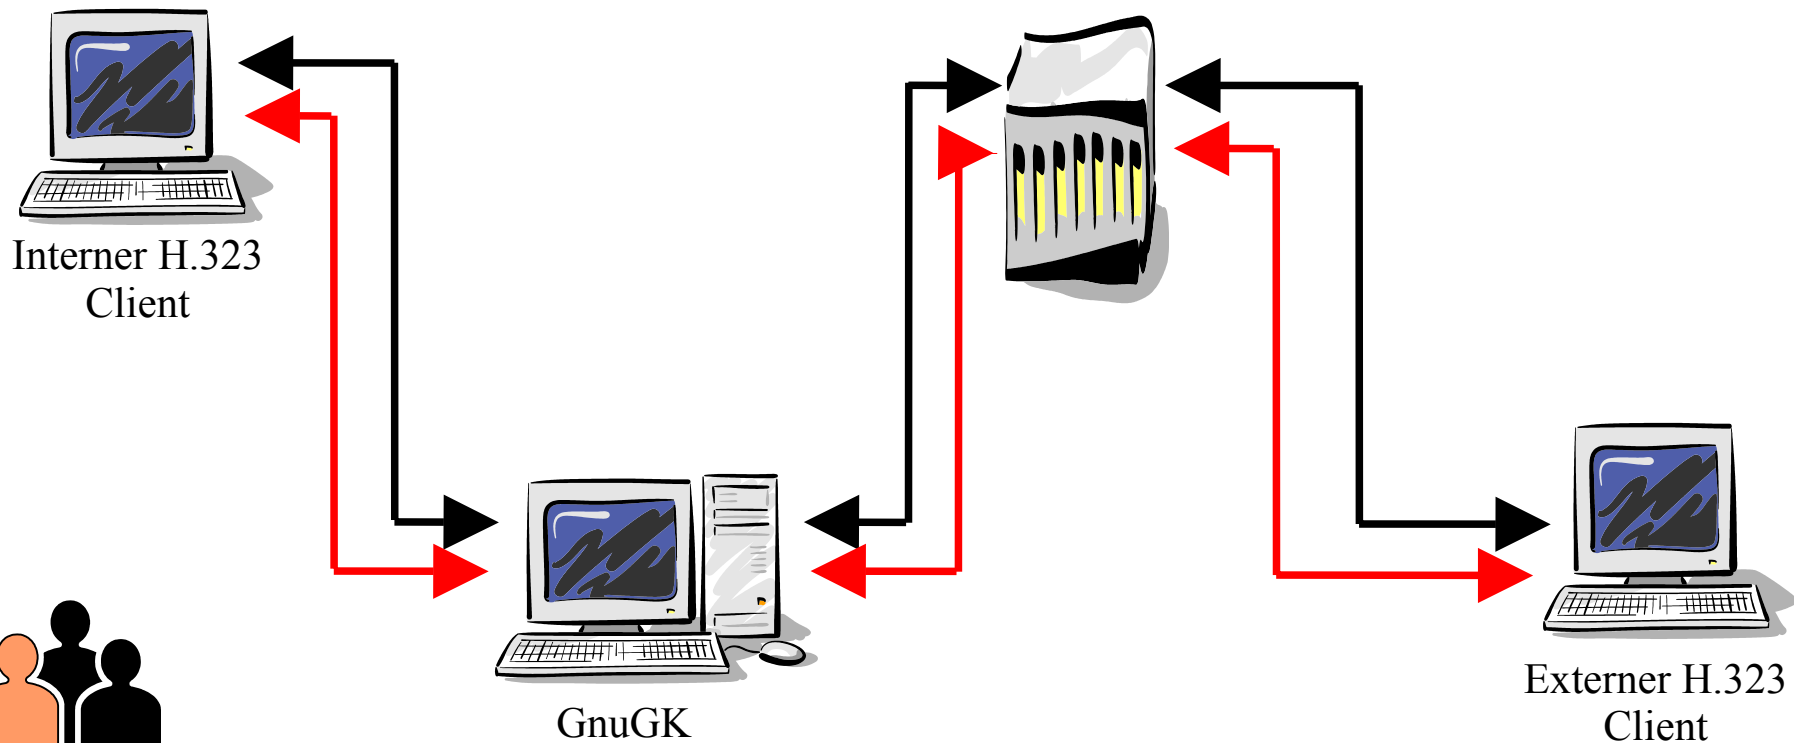 Interner H.323
Client
GnuGK
Externer H.323
Client